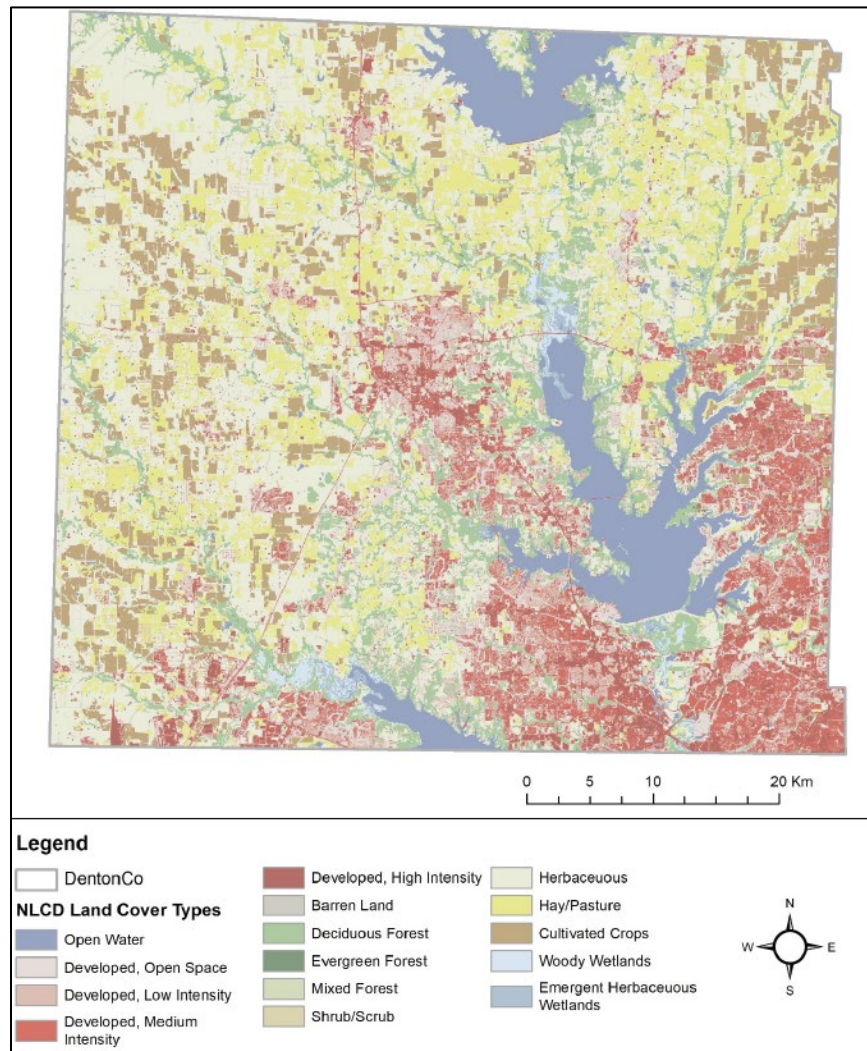 0 5 10 20 Km
Legend
DentonCo
NLCD Land Cover Types
Open Water
Developed, Open Space
Developed, Low Intensity
Developed, Medium
Intensity
Developed, High Intensity
Barren Land
Deciduous Forest
Evergreen Forest
Mixed Forest
Shrub/Scrub
Herbaceuous
Hay/Pasture
Cultivated Crops
Woody Wetlands
Emergent Herbaceuous
Wetlands
N
W E
S